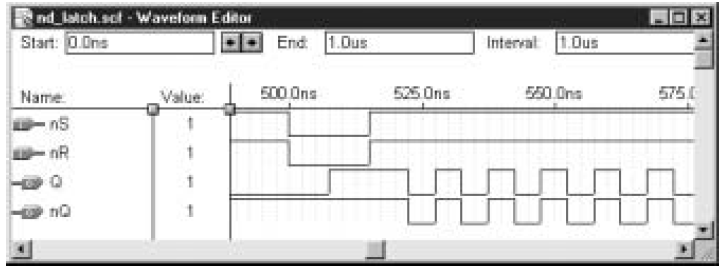 nd_latch.scf - Waveform Editor
Start: 0.0ns End: 1.0us Interval: 1.0us
Name: Value: 500.0ns 525.0ns 550.0ns 575.0
nS 1
nR 1
Q 1
nQ 1